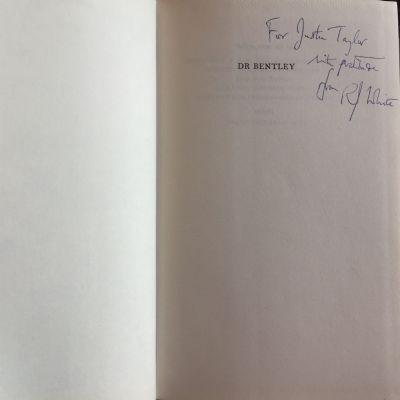 For Justin Taylor
DR BENTLEY
with gratitude
from RJ White